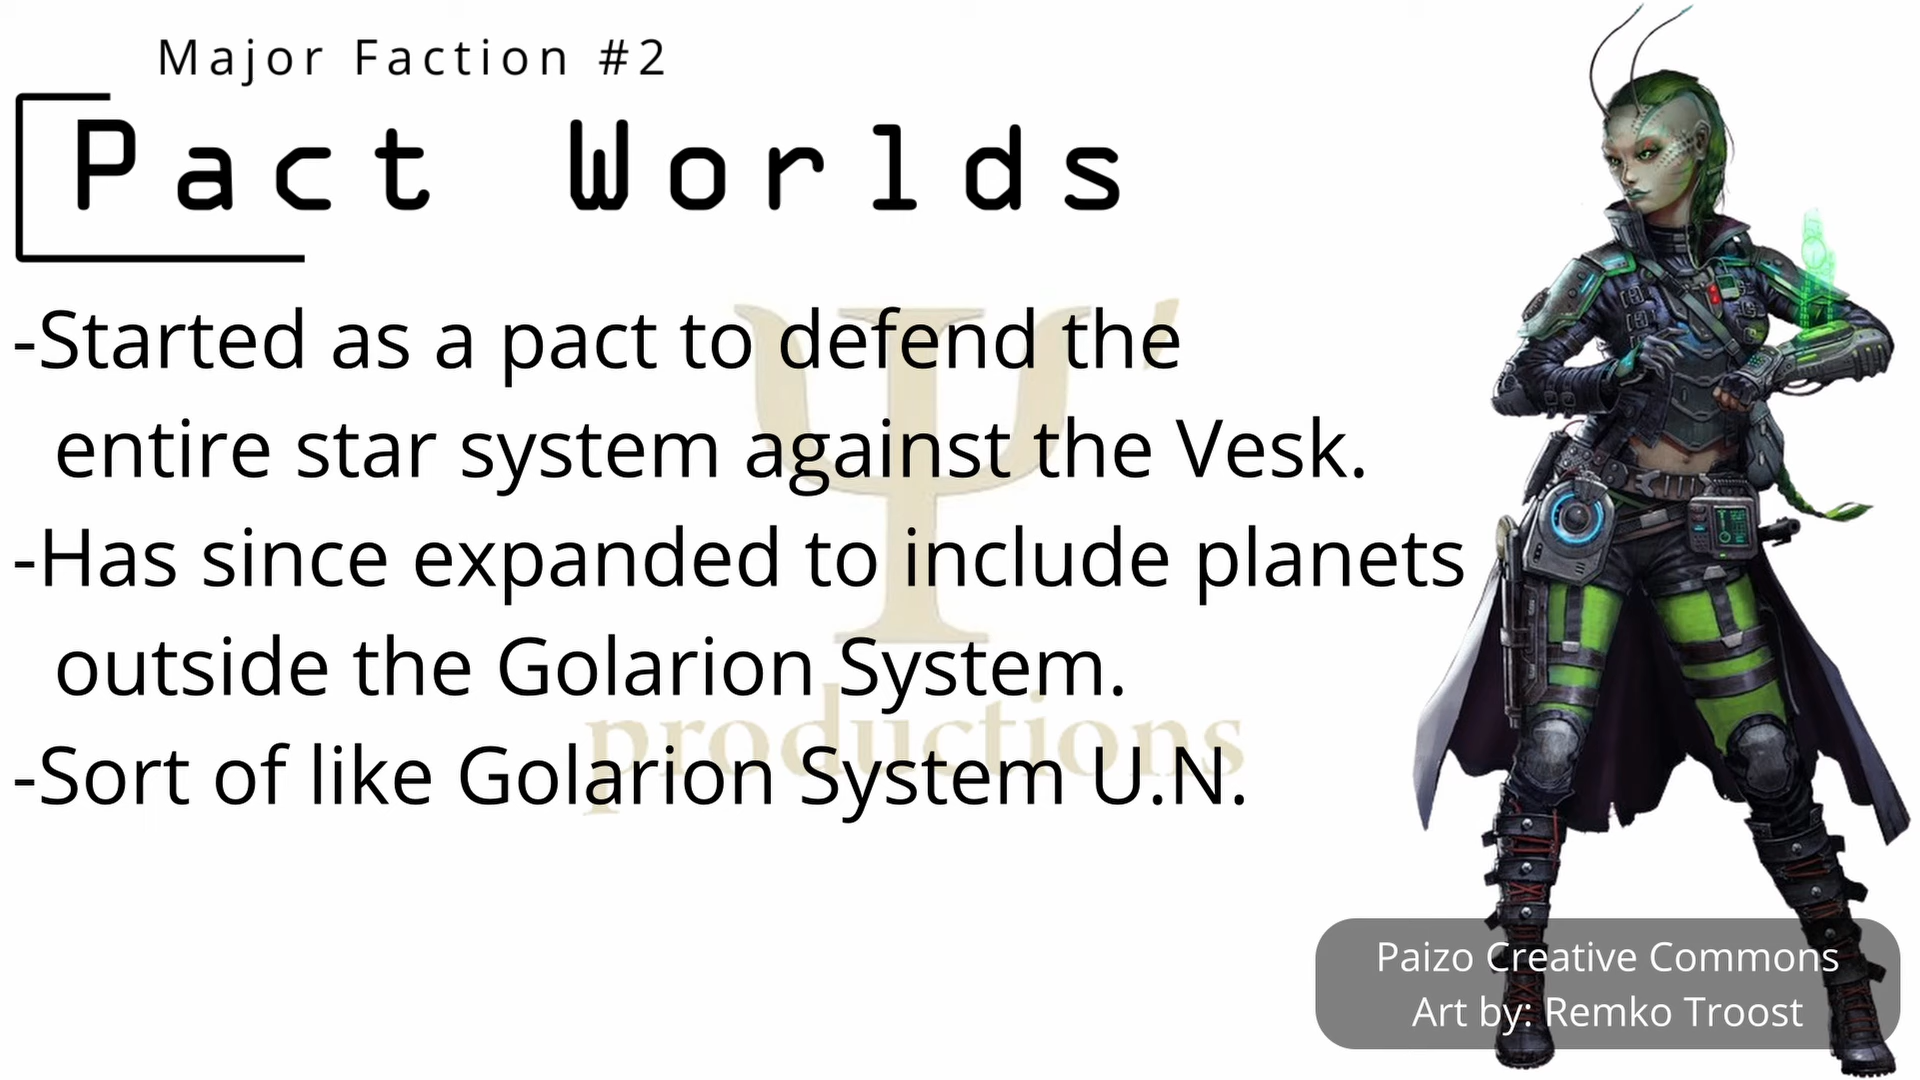 Major Faction #2
Pact Worlds
-Started as a pact to defend the
entire star system against the Vesk.
-Has since expanded to include planets
outside the Golarion System.
-Sort of like Golarion System U.N.
Ψ'
productions
Paizo Creative Commons
Art by: Remko Troost